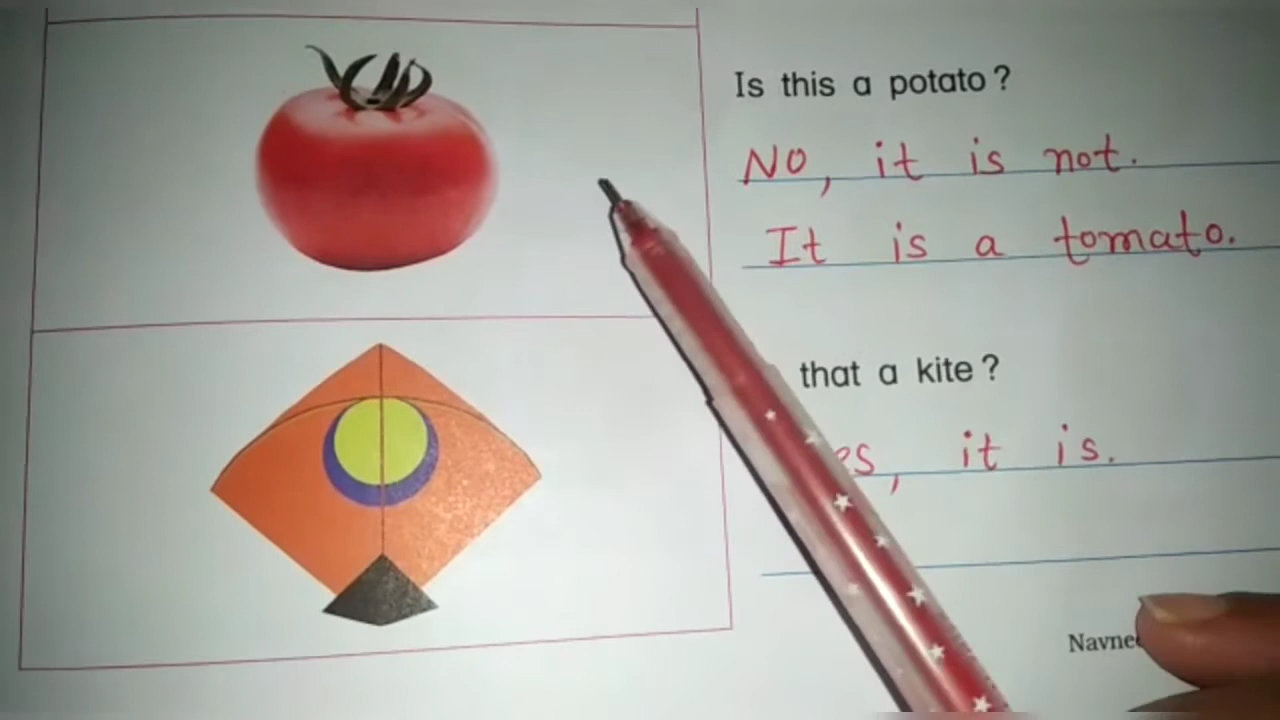 Is this a potato?
No, it is not.
It is a tomato.
that a kite?
it is.